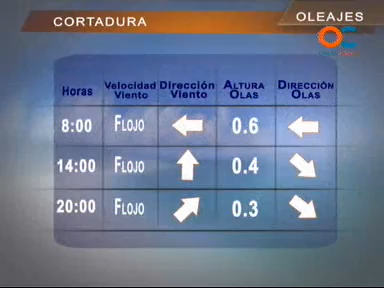 CORTADURA
OLEAJES
Horas
Velocidad Viento
Dirección Viento
ALTURA OLAS
DIRECCIÓN OLAS
8:00 FLOJO 0.6
14:00 FLOJO 0.4
20:00 FLOJO 0.3